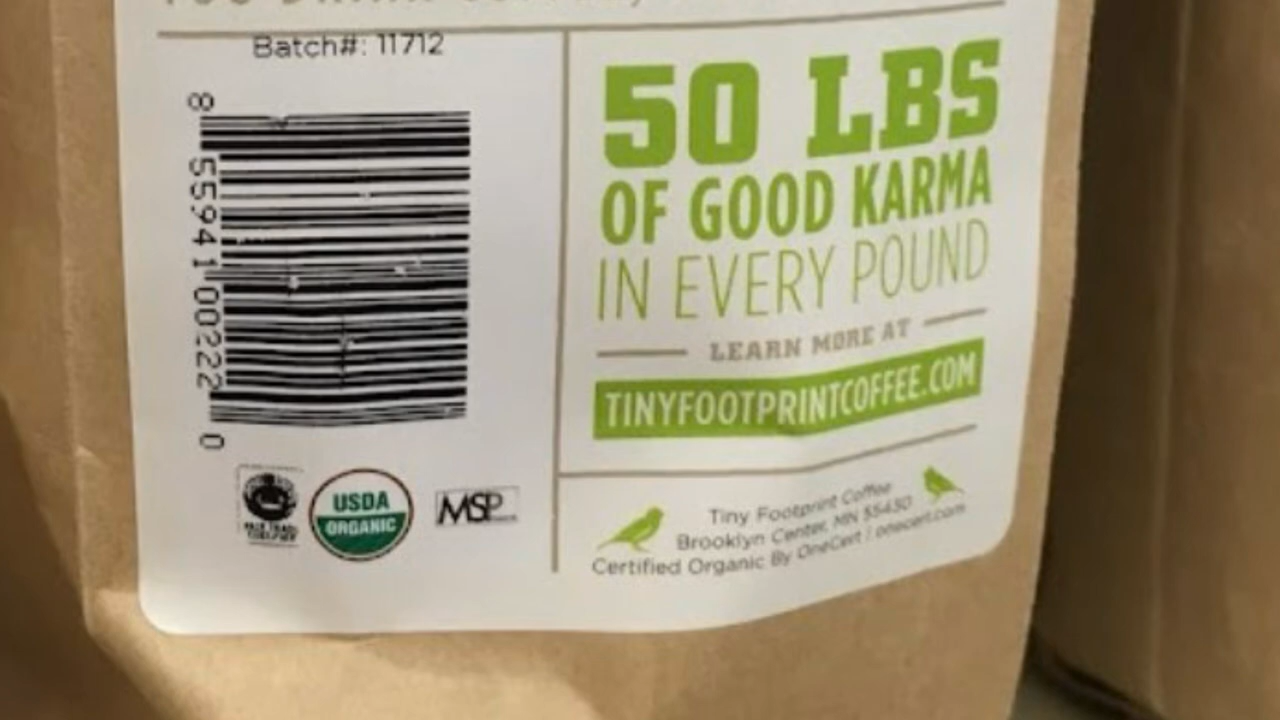 Batch#: 11712
8 55941 00222 0
USDA
ORGANIC
MSP
50 LBS
OF GOOD KARMA
IN EVERY POUND
LEARN MORE AT
TINYFOOTPRINTCOFFEE.COM
Tiny Footprint Coffee
Brooklyn Center, MN 55430
Certified Organic By OneCert | onecert.com